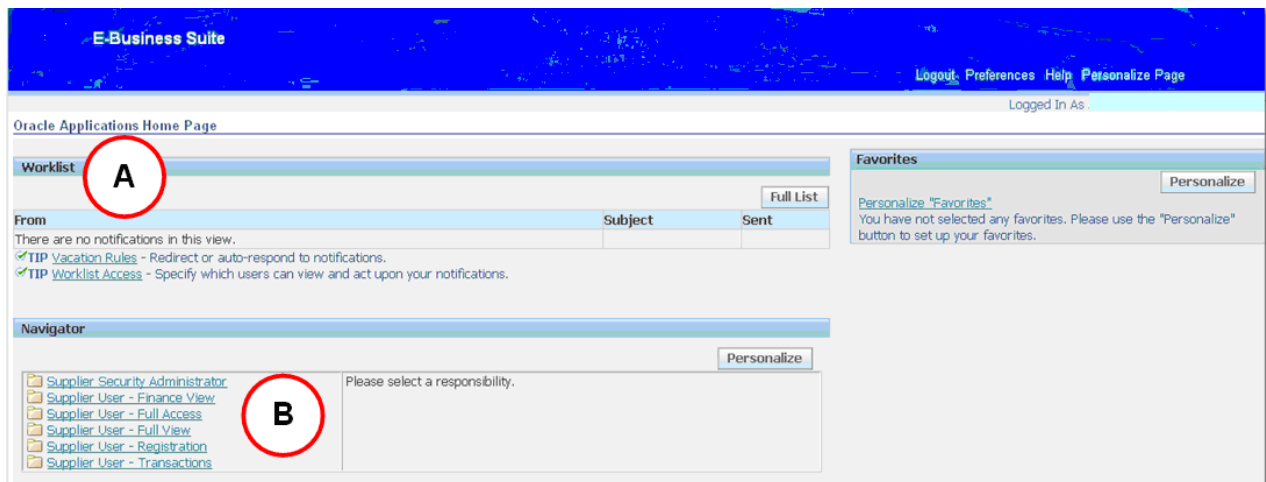 E-Business Suite
Logout Preferences Help Personalize Page
Logged In As .
Oracle Applications Home Page
Worklist
A
Full List
From Subject Sent
There are no notifications in this view.
TIP Vacation Rules - Redirect or auto-respond to notifications.
TIP Worklist Access - Specify which users can view and act upon your notifications.
Favorites
Personalize
Personalize "Favorites"
You have not selected any favorites. Please use the "Personalize"
button to set up your favorites.
Navigator
Personalize
Supplier Security Administrator
Supplier User - Finance View
Supplier User - Full Access
Supplier User - Full View
Supplier User - Registration
Supplier User - Transactions
B
Please select a responsibility.